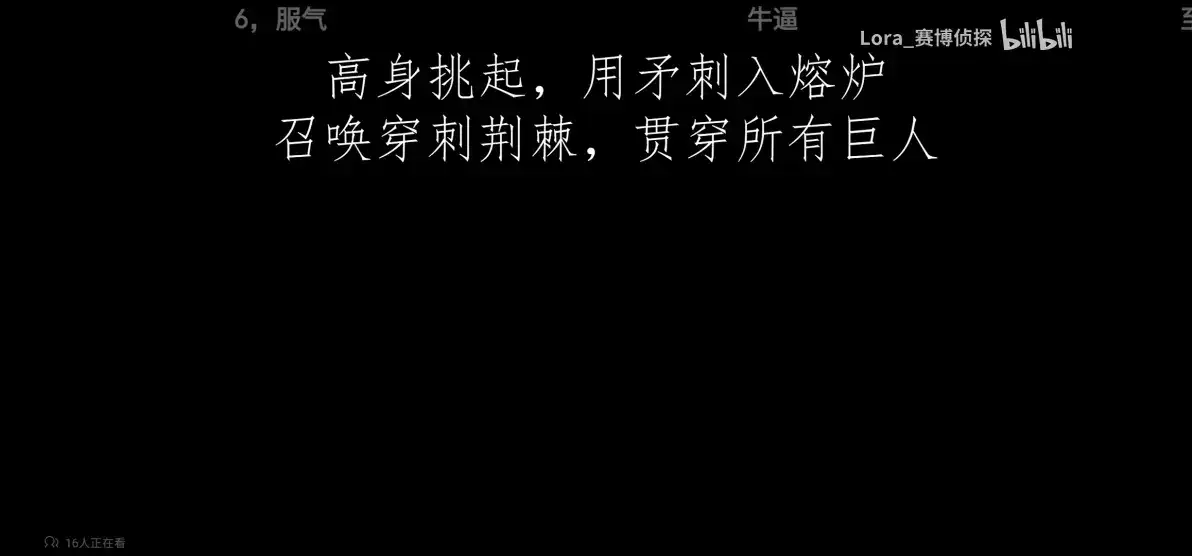 6，服气 牛逼 至
Lora_赛博侦探 bilibili
高身挑起，用矛刺入熔炉
召唤穿刺荆棘，贯穿所有巨人
16人正在看